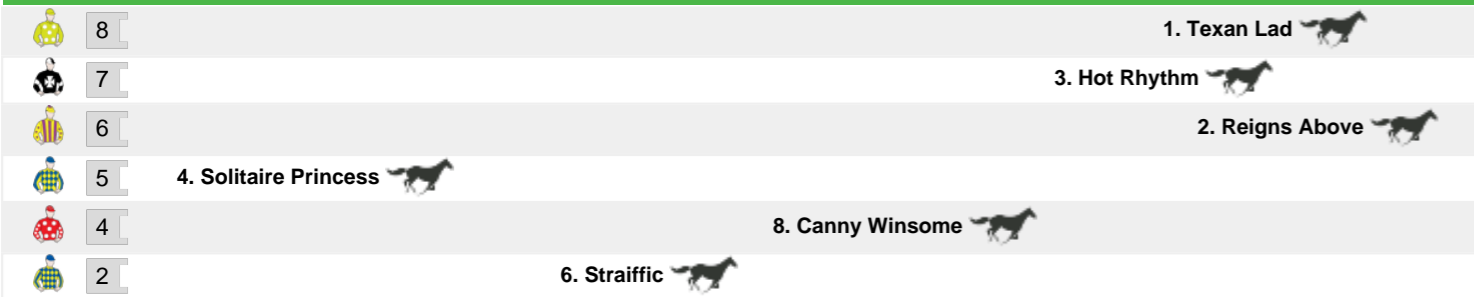 8 1. Texan Lad
7 3. Hot Rhythm
6 2. Reigns Above
5 4. Solitaire Princess
4 8. Canny Winsome
2 6. Straiffic